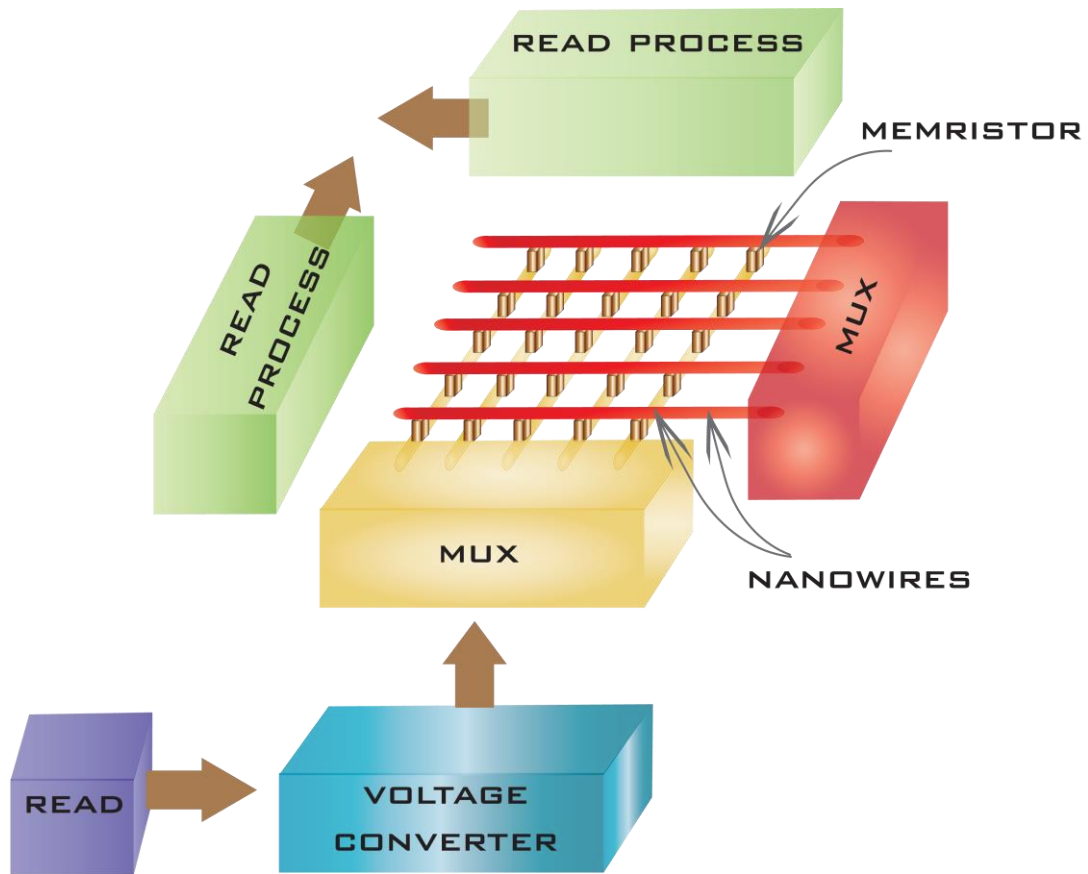 READ PROCESS
MEMRISTOR
READ
PROCESS
MUX
MUX
NANOWIRES
READ
VOLTAGE
CONVERTER